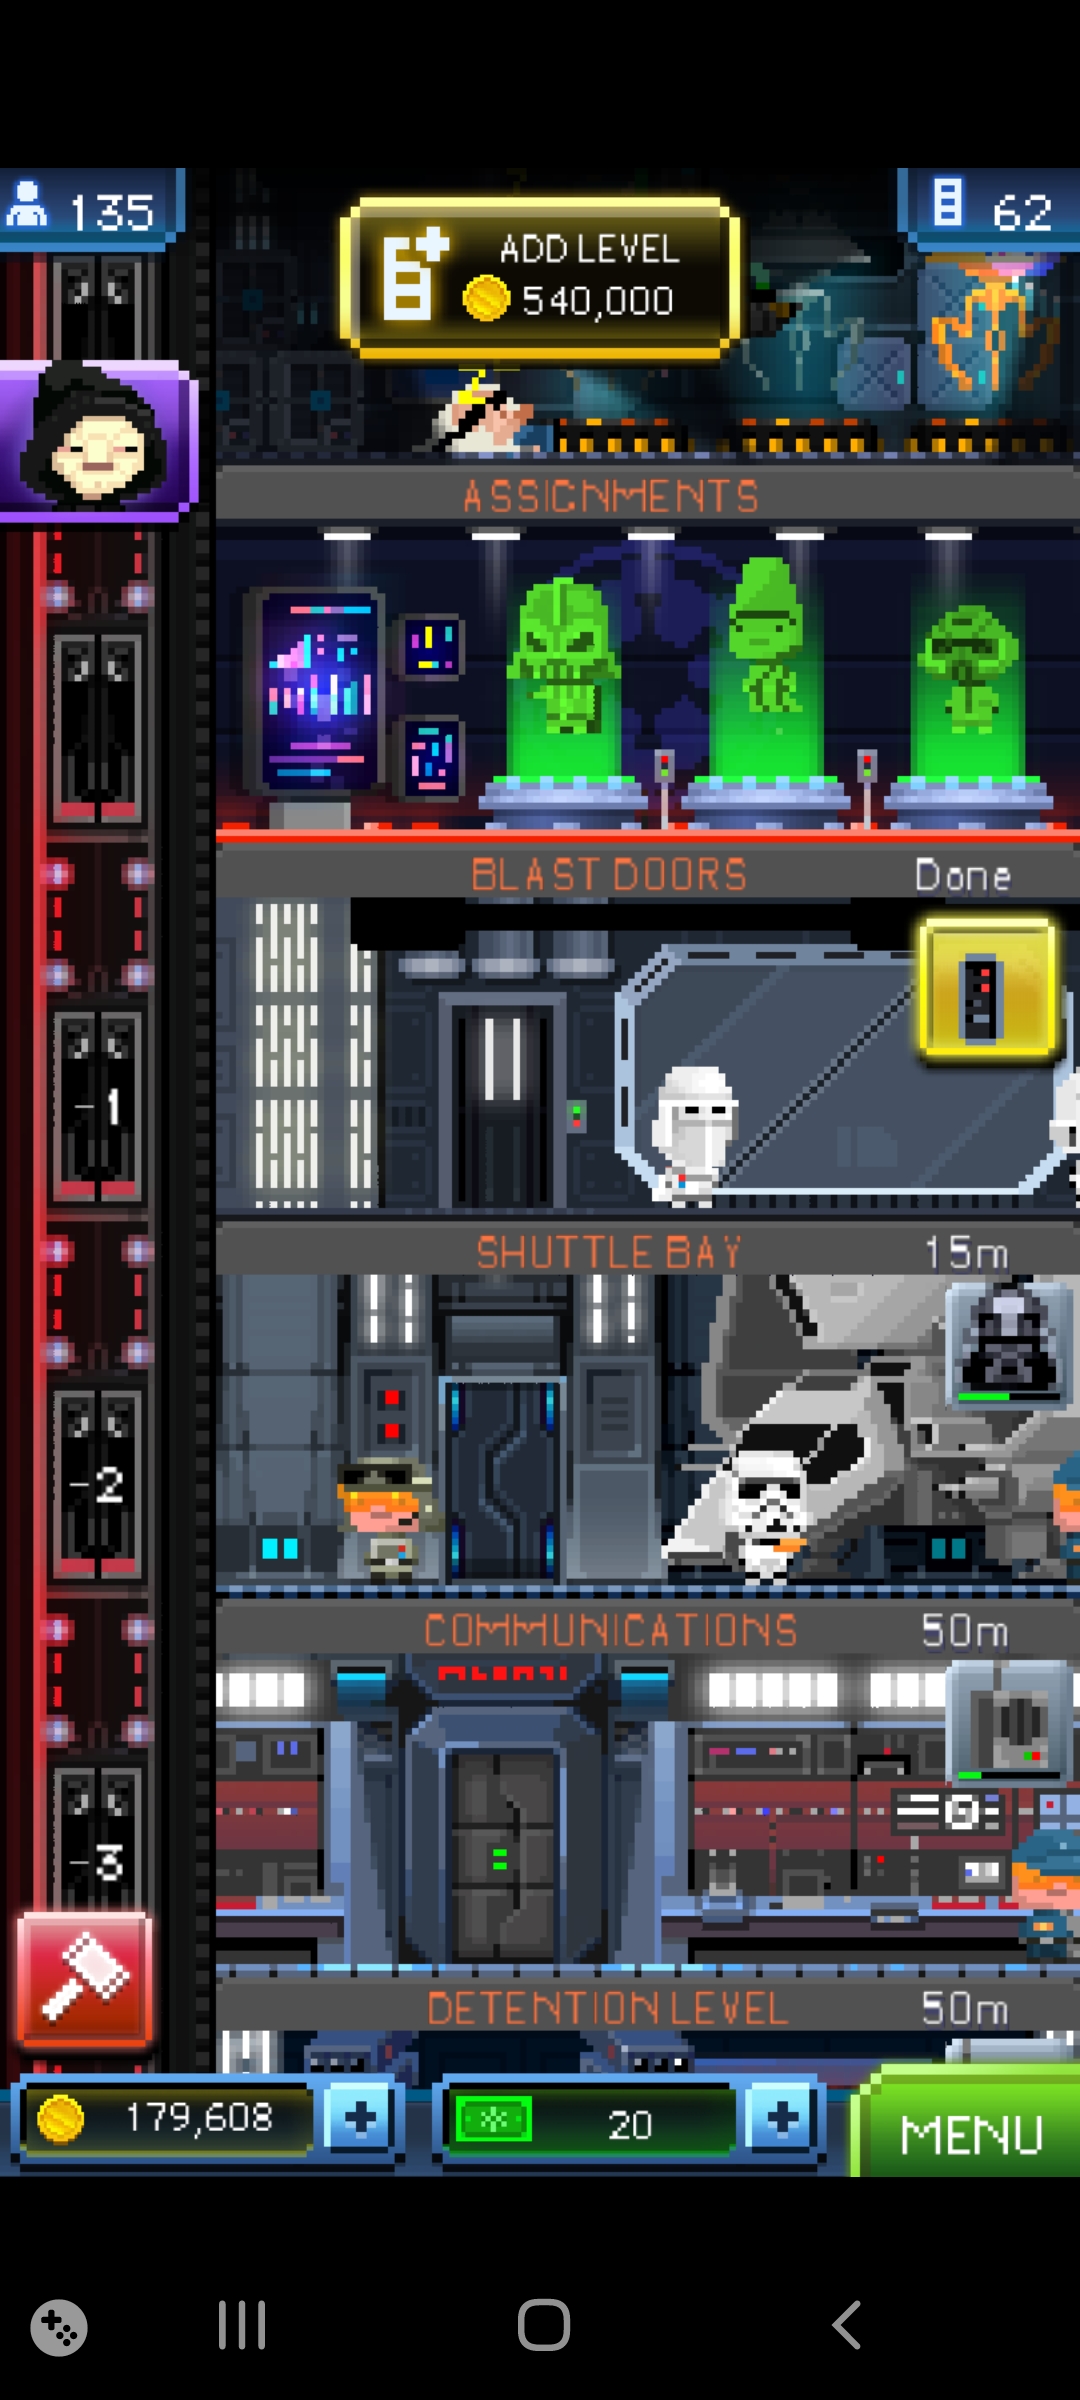 135
62
ADD LEVEL
540,000
ASSIGNMENTS
BLAST DOORS Done
-1
SHUTTLE BAY 15m
-2
COMMUNICATIONS 50m
-3
DETENTION LEVEL 50m
179,608
20
MENU